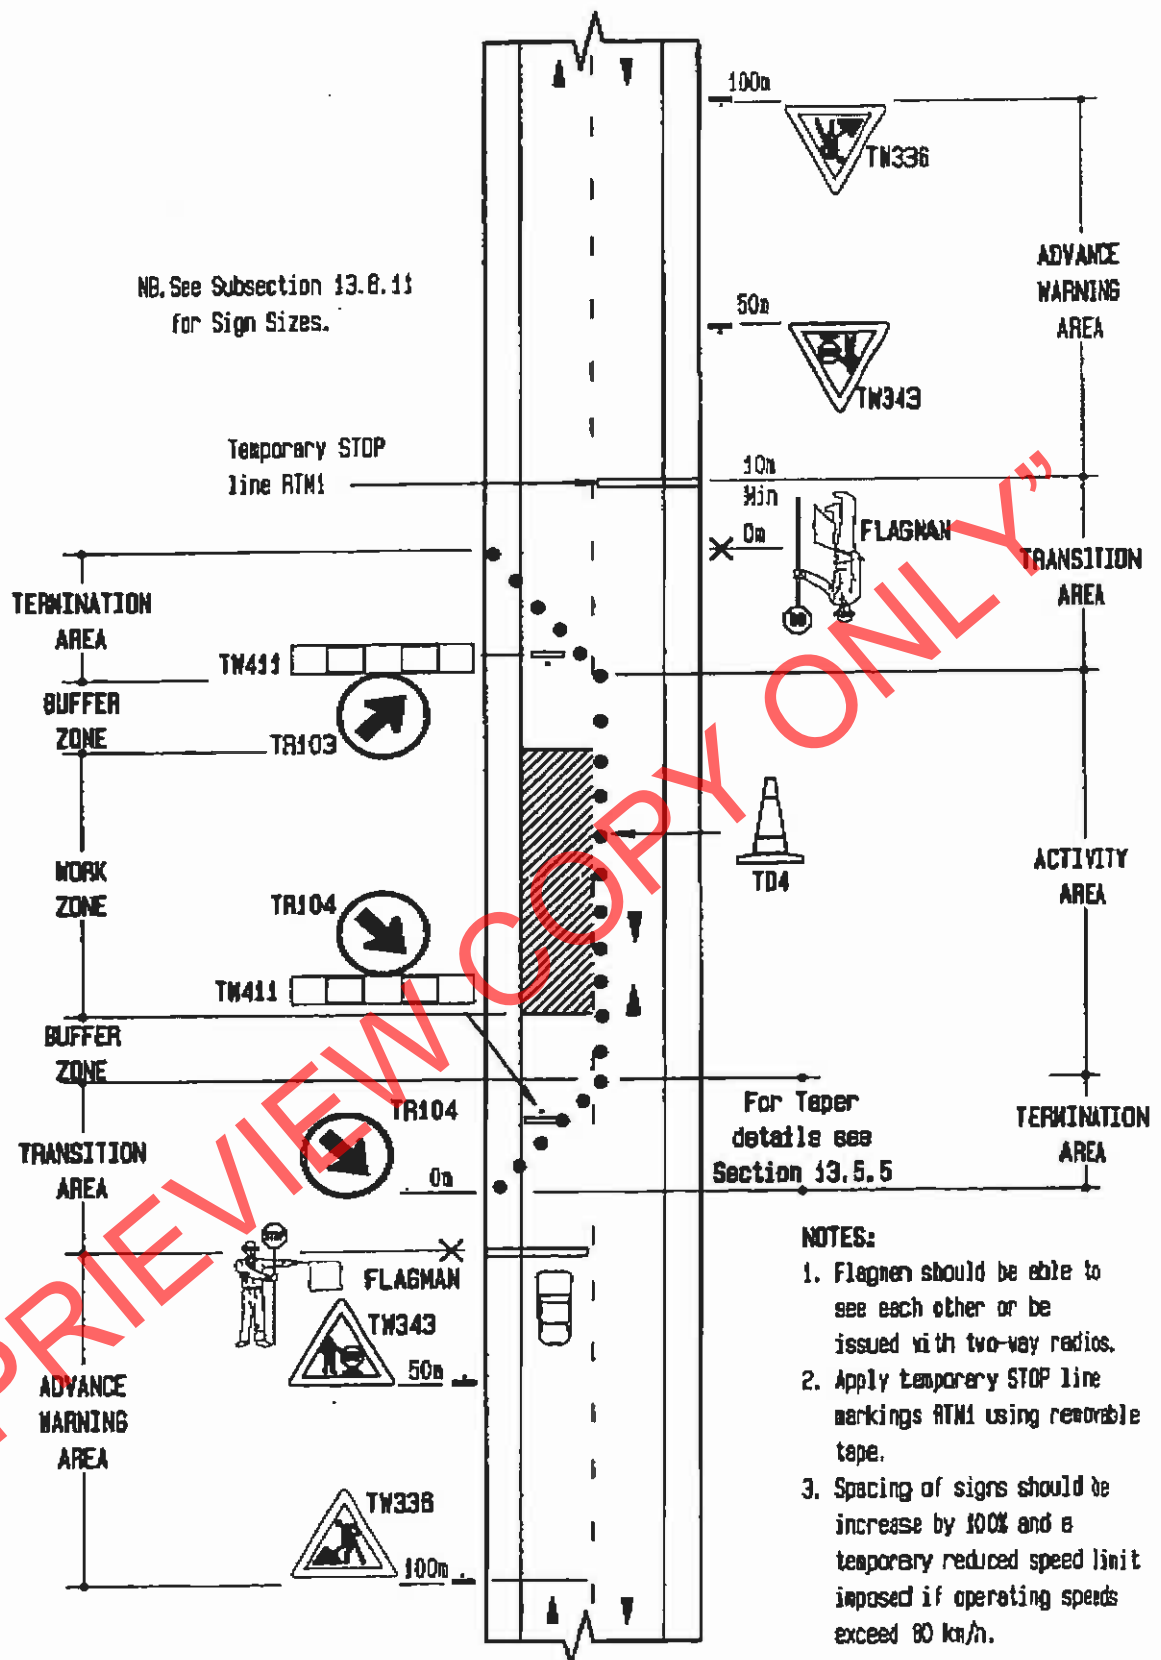 100m
TW336
ADVANCE
WARNING
AREA
NB. See Subsection 13.8.11
for Sign Sizes.
50m
TW343
Temporary STOP
line RTM1
10m
Min
0m
FLAGMAN
TRANSITION
AREA
TERMINATION
AREA
TW411
BUFFER
ZONE
TR103
WORK
ZONE
TR104
TD4
ACTIVITY
AREA
TW411
BUFFER
ZONE
TR104
For Taper
details see
Section 13.5.5
TERMINATION
AREA
TRANSITION
AREA
0m
STOP
FLAGMAN
TW343
50m
ADVANCE
WARNING
AREA
TW336
100m
NOTES:
1. Flagmen should be able to
see each other or be
issued with two-way radios.
2. Apply temporary STOP line
markings RTM1 using removable
tape.
3. Spacing of signs should be
increase by 100% and a
temporary reduced speed limit
imposed if operating speeds
exceed 80 km/h.
PREVIEW COPY ONLY”